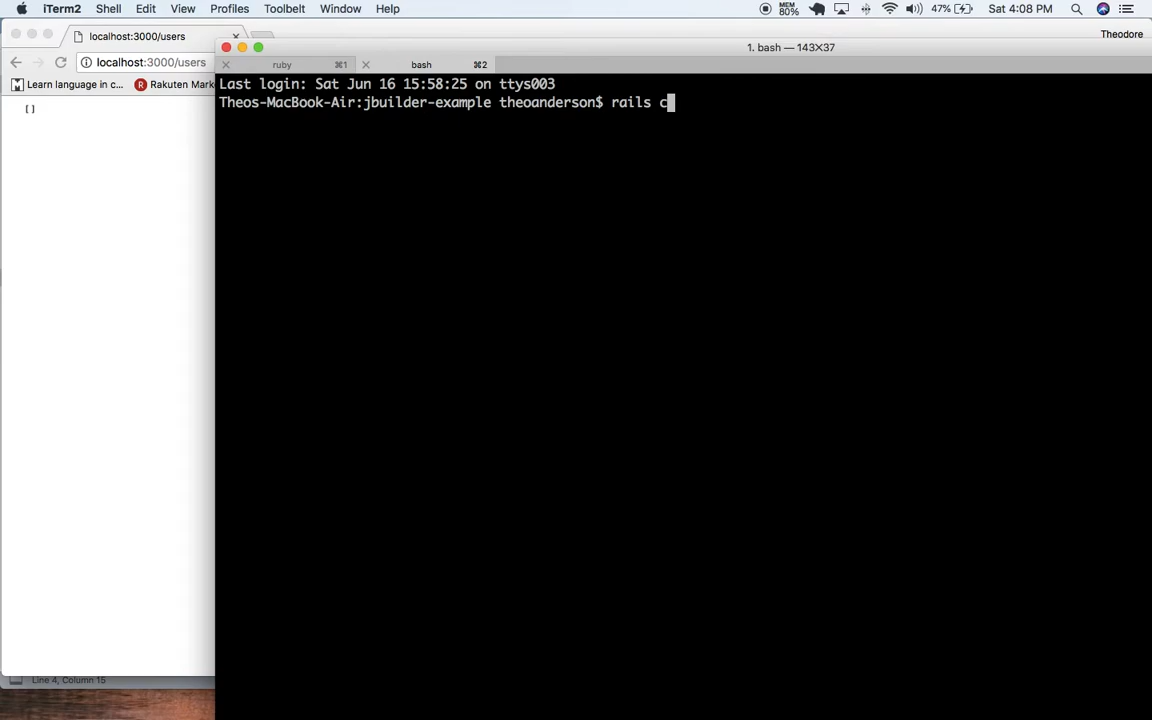 iTerm2 Shell Edit View Profiles Toolbelt Window Help MEM 80% 47% Sat 4:08 PM
localhost:3000/users
Theodore
1. bash — 143×37
localhost:3000/users
ruby ⌘1 bash ⌘2
Learn language in c... Rakuten Mark
Last login: Sat Jun 16 15:58:25 on ttys003
[]
Theos-MacBook-Air:jbuilder-example theoanderson$ rails c
Line 4, Column 15